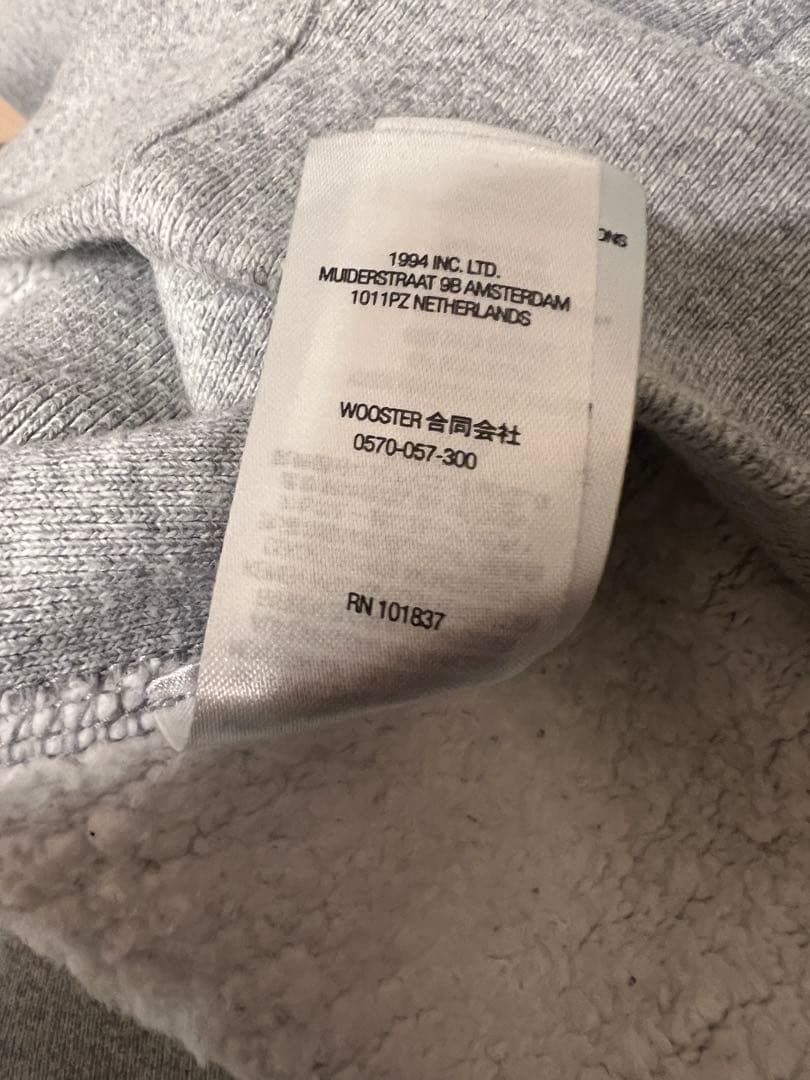 1994 INC. LTD.
MUIDERSTRAAT 9B AMSTERDAM
1011PZ NETHERLANDS
WOOSTER 合同会社
0570-057-300
RN 101837